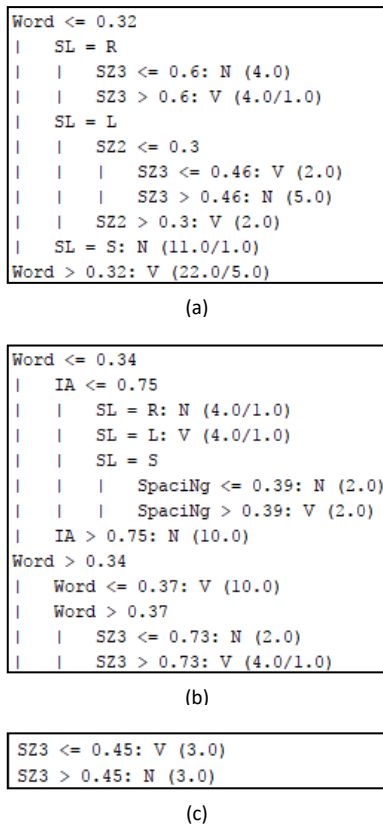 Word <= 0.32
|   SL = R
|   |   SZ3 <= 0.6: N (4.0)
|   |   SZ3 > 0.6: V (4.0/1.0)
|   SL = L
|   |   SZ2 <= 0.3
|   |   |   SZ3 <= 0.46: V (2.0)
|   |   |   SZ3 > 0.46: N (5.0)
|   |   SZ2 > 0.3: V (2.0)
|   SL = S: N (11.0/1.0)
Word > 0.32: V (22.0/5.0)
(a)
Word <= 0.34
|   IA <= 0.75
|   |   SL = R: N (4.0/1.0)
|   |   SL = L: V (4.0/1.0)
|   |   SL = S
|   |   |   SpaciNg <= 0.39: N (2.0)
|   |   |   SpaciNg > 0.39: V (2.0)
|   IA > 0.75: N (10.0)
Word > 0.34
|   Word <= 0.37: V (10.0)
|   Word > 0.37
|   |   SZ3 <= 0.73: N (2.0)
|   |   SZ3 > 0.73: V (4.0/1.0)
(b)
SZ3 <= 0.45: V (3.0)
SZ3 > 0.45: N (3.0)
(c)